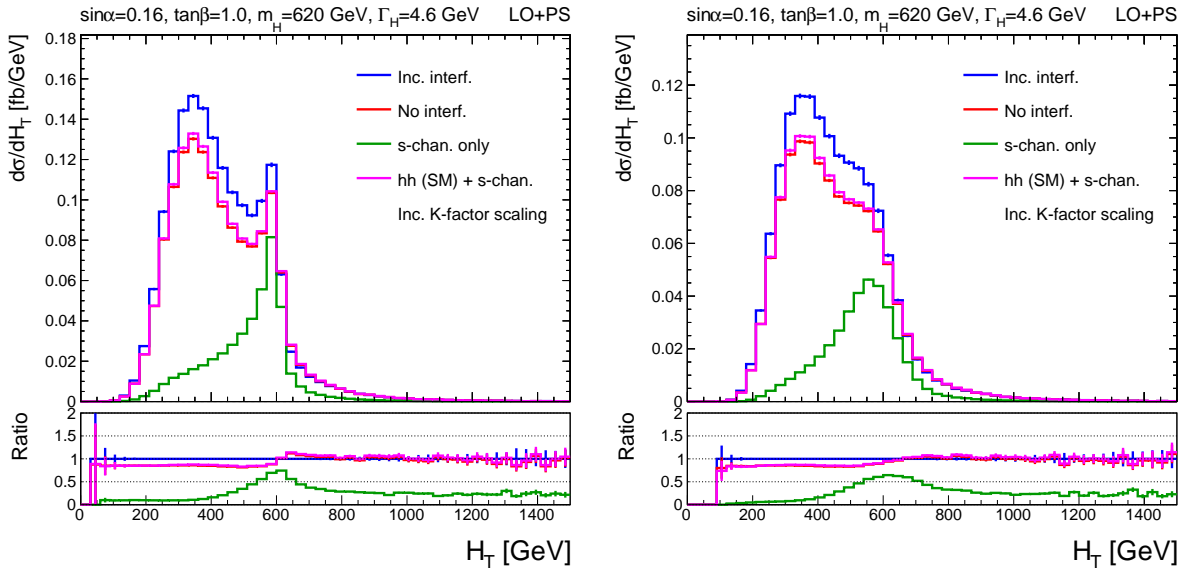 sinα=0.16, tanβ=1.0, m_H=620 GeV, Γ_H=4.6 GeV LO+PS
dσ/dH_T [fb/GeV]
0.18
0.16
0.14
0.12
0.1
0.08
0.06
0.04
0.02
0
Inc. interf.
No interf.
s-chan. only
hh (SM) + s-chan.
Inc. K-factor scaling
Ratio
2
1.5
1
0.5
0
0 200 400 600 800 1000 1200 1400
H_T [GeV]
sinα=0.16, tanβ=1.0, m_H=620 GeV, Γ_H=4.6 GeV LO+PS
dσ/dH_T [fb/GeV]
0.12
0.1
0.08
0.06
0.04
0.02
0
Inc. interf.
No interf.
s-chan. only
hh (SM) + s-chan.
Inc. K-factor scaling
Ratio
2
1.5
1
0.5
0
0 200 400 600 800 1000 1200 1400
H_T [GeV]